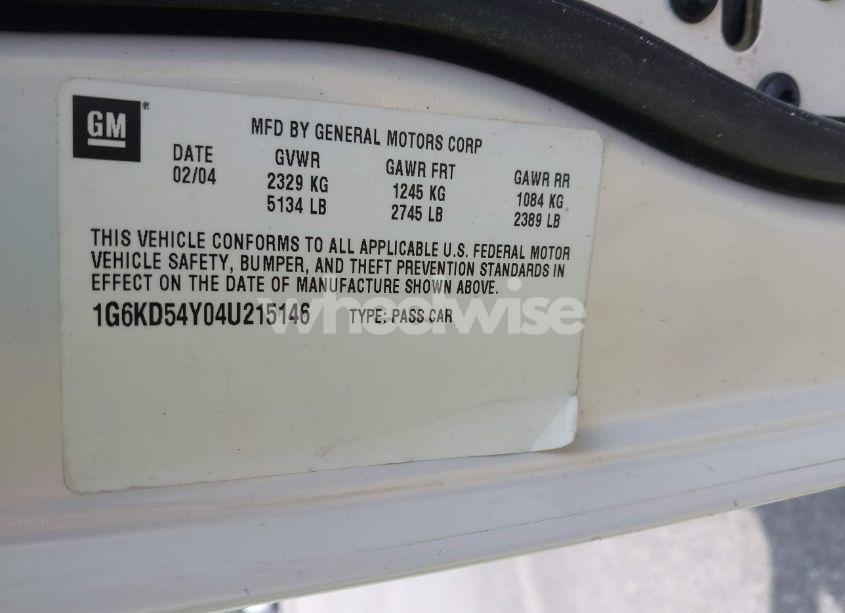 GM®
MFD BY GENERAL MOTORS CORP
DATE GVWR GAWR FRT GAWR RR
02/04 2329 KG 1245 KG 1084 KG
5134 LB 2745 LB 2389 LB
THIS VEHICLE CONFORMS TO ALL APPLICABLE U.S. FEDERAL MOTOR
VEHICLE SAFETY, BUMPER, AND THEFT PREVENTION STANDARDS IN
EFFECT ON THE DATE OF MANUFACTURE SHOWN ABOVE.
1G6KD54Y04U215146 TYPE: PASS CAR
wheelwise